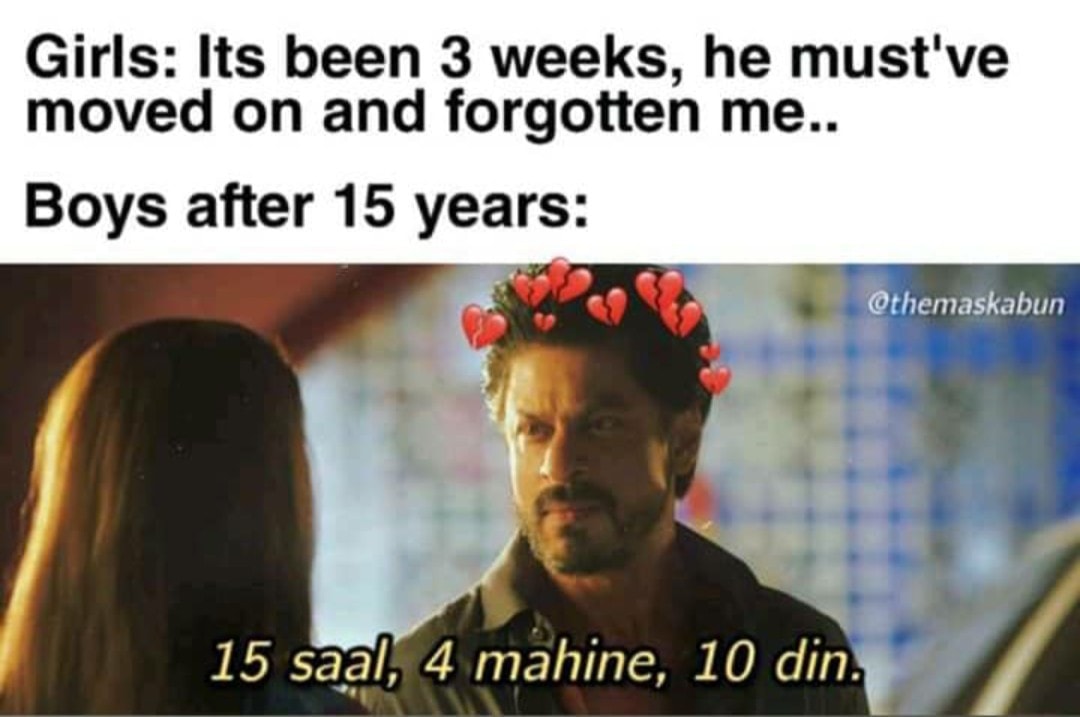 Girls: Its been 3 weeks, he must've
moved on and forgotten me..
Boys after 15 years:
@themaskabun
15 saal, 4 mahine, 10 din.